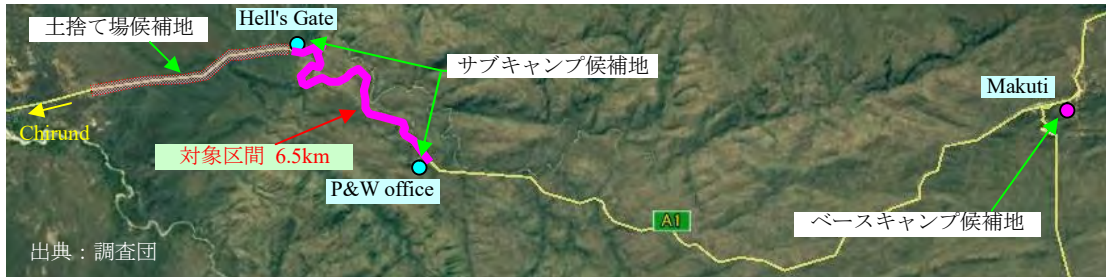 Hell's Gate
土捨て場候補地
サブキャンプ候補地
Makuti
Chirund
対象区間 6.5km
P&W office
A1
ベースキャンプ候補地
出典：調査団